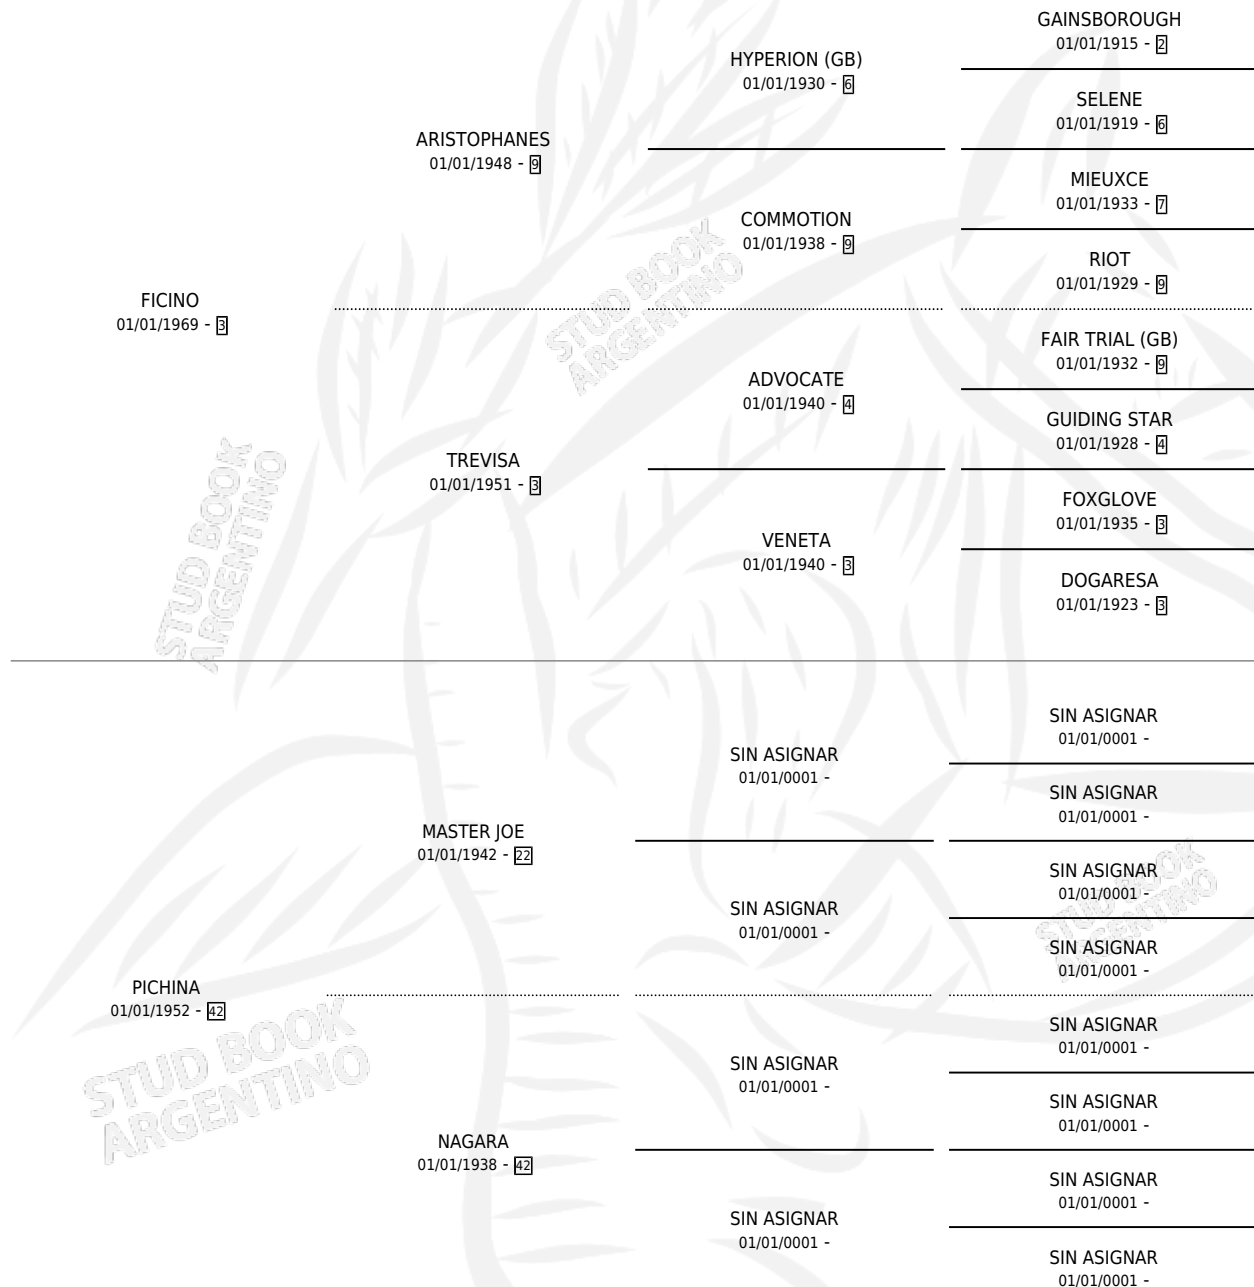 GAINSBOROUGH
01/01/1915 - 2
HYPERION (GB)
01/01/1930 - 6
SELENE
01/01/1919 - 6
ARISTOPHANES
01/01/1948 - 9
MIEUXCE
01/01/1933 - 7
COMMOTION
01/01/1938 - 9
RIOT
01/01/1929 - 9
FICINO
01/01/1969 - 3
FAIR TRIAL (GB)
01/01/1932 - 9
ADVOCATE
01/01/1940 - 4
GUIDING STAR
01/01/1928 - 4
TREVISA
01/01/1951 - 3
FOXGLOVE
01/01/1935 - 3
VENETA
01/01/1940 - 3
DOGARESA
01/01/1923 - 3
STUD BOOK
ARGENTINO
STUD BOOK
ARGENTINO
SIN ASIGNAR
01/01/0001 -
SIN ASIGNAR
01/01/0001 -
SIN ASIGNAR
01/01/0001 -
MASTER JOE
01/01/1942 - 22
SIN ASIGNAR
01/01/0001 -
SIN ASIGNAR
01/01/0001 -
SIN ASIGNAR
01/01/0001 -
PICHINA
01/01/1952 - 42
SIN ASIGNAR
01/01/0001 -
SIN ASIGNAR
01/01/0001 -
SIN ASIGNAR
01/01/0001 -
NAGARA
01/01/1938 - 42
SIN ASIGNAR
01/01/0001 -
SIN ASIGNAR
01/01/0001 -
SIN ASIGNAR
01/01/0001 -
STUD BOOK
ARGENTINO
STUD BOOK
ARGENTINO